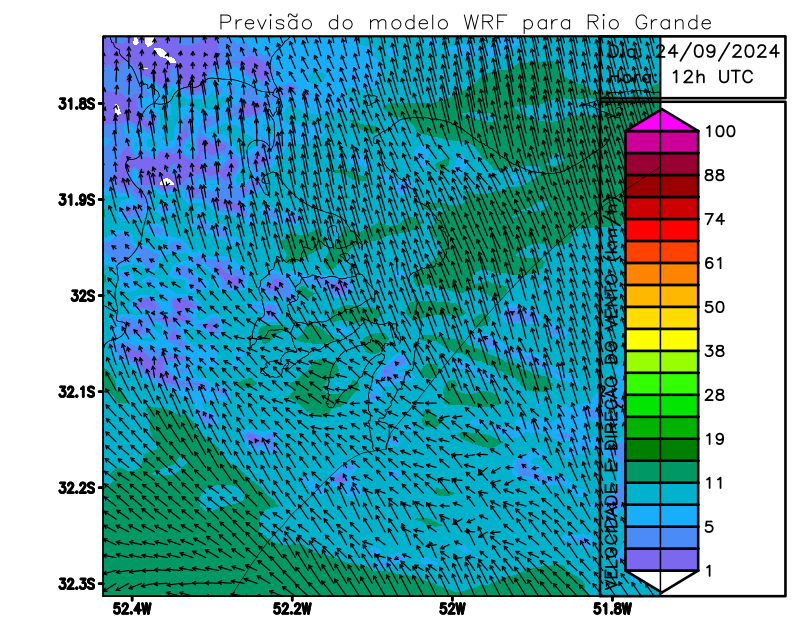 Previsão do modelo WRF para Rio Grande
Dia: 24/09/2024
Hora: 12h UTC
VELOCIDADE E DIREÇÃO DO VENTO (km/h)
100
88
74
61
50
38
28
19
11
5
1
31.8S
31.9S
32S
32.1S
32.2S
32.3S
52.4W 52.2W 52W 51.8W